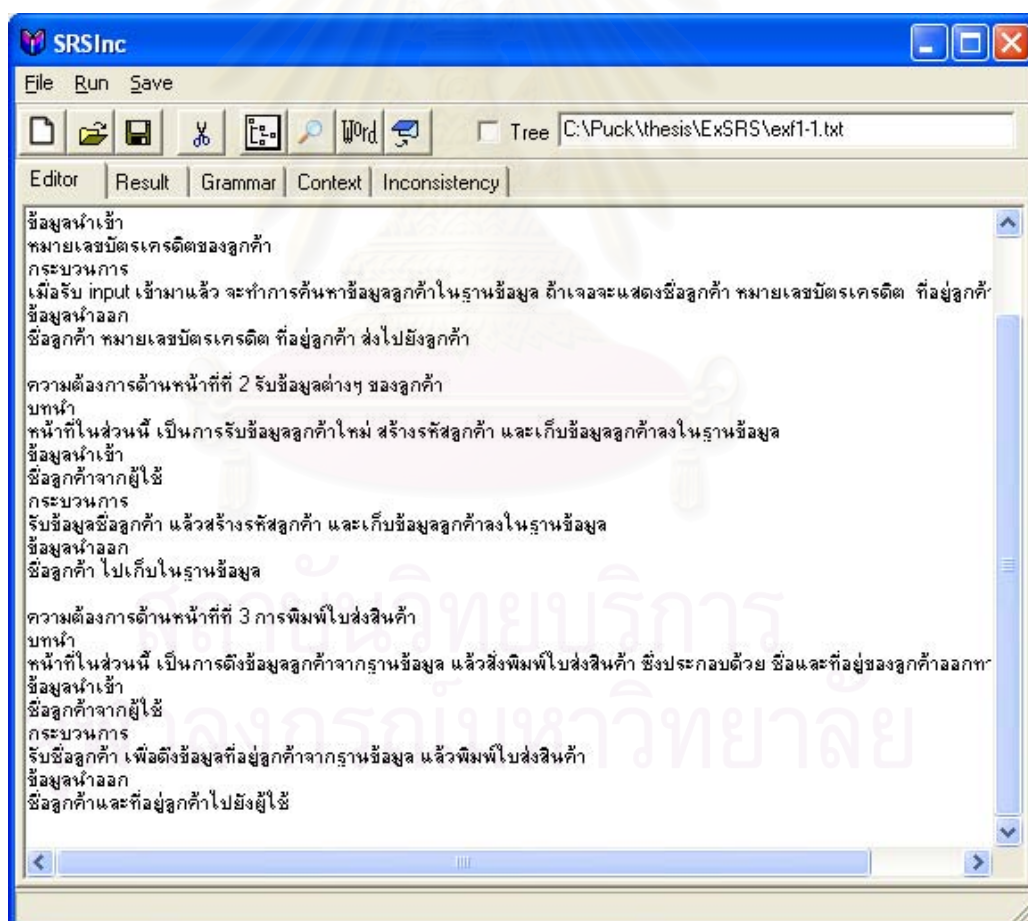 SRSInc
File Run Save
Word Tree C:\Puck\thesis\ExSRS\exf1-1.txt
Editor Result Grammar Context Inconsistency
ข้อมูลนำเข้า
หมายเลขบัตรเครดิตของลูกค้า
กระบวนการ
เมื่อรับ input เข้ามาแล้ว จะทำการค้นหาข้อมูลลูกค้าในฐานข้อมูล ถ้าเจอจะแสดงชื่อลูกค้า หมายเลขบัตรเครดิต ที่อยู่ลูกค้
ข้อมูลนำออก
ชื่อลูกค้า หมายเลขบัตรเครดิต ที่อยู่ลูกค้า ส่งไปยังลูกค้า
ความต้องการด้านหน้าที่ที่ 2 รับข้อมูลต่างๆ ของลูกค้า
บทนำ
หน้าที่ในส่วนนี้ เป็นการรับข้อมูลลูกค้าใหม่ สร้างรหัสลูกค้า และเก็บข้อมูลลูกค้าลงในฐานข้อมูล
ข้อมูลนำเข้า
ชื่อลูกค้าจากผู้ใช้
กระบวนการ
รับข้อมูลชื่อลูกค้า แล้วสร้างรหัสลูกค้า และเก็บข้อมูลลูกค้าลงในฐานข้อมูล
ข้อมูลนำออก
ชื่อลูกค้า ไปเก็บในฐานข้อมูล
ความต้องการด้านหน้าที่ที่ 3 การพิมพ์ใบส่งสินค้า
บทนำ
หน้าที่ในส่วนนี้ เป็นการดึงข้อมูลลูกค้าจากฐานข้อมูล แล้วสั่งพิมพ์ใบส่งสินค้า ซึ่งประกอบด้วย ชื่อและที่อยู่ของลูกค้าออกท
ข้อมูลนำเข้า
ชื่อลูกค้าจากผู้ใช้
กระบวนการ
รับชื่อลูกค้า เพื่อดึงข้อมูลที่อยู่ลูกค้าจากฐานข้อมูล แล้วพิมพ์ใบส่งสินค้า
ข้อมูลนำออก
ชื่อลูกค้าและที่อยู่ลูกค้าไปยังผู้ใช้
สถาบันวิทยบริการ
จุฬาลงกรณ์มหาวิทยาลัย